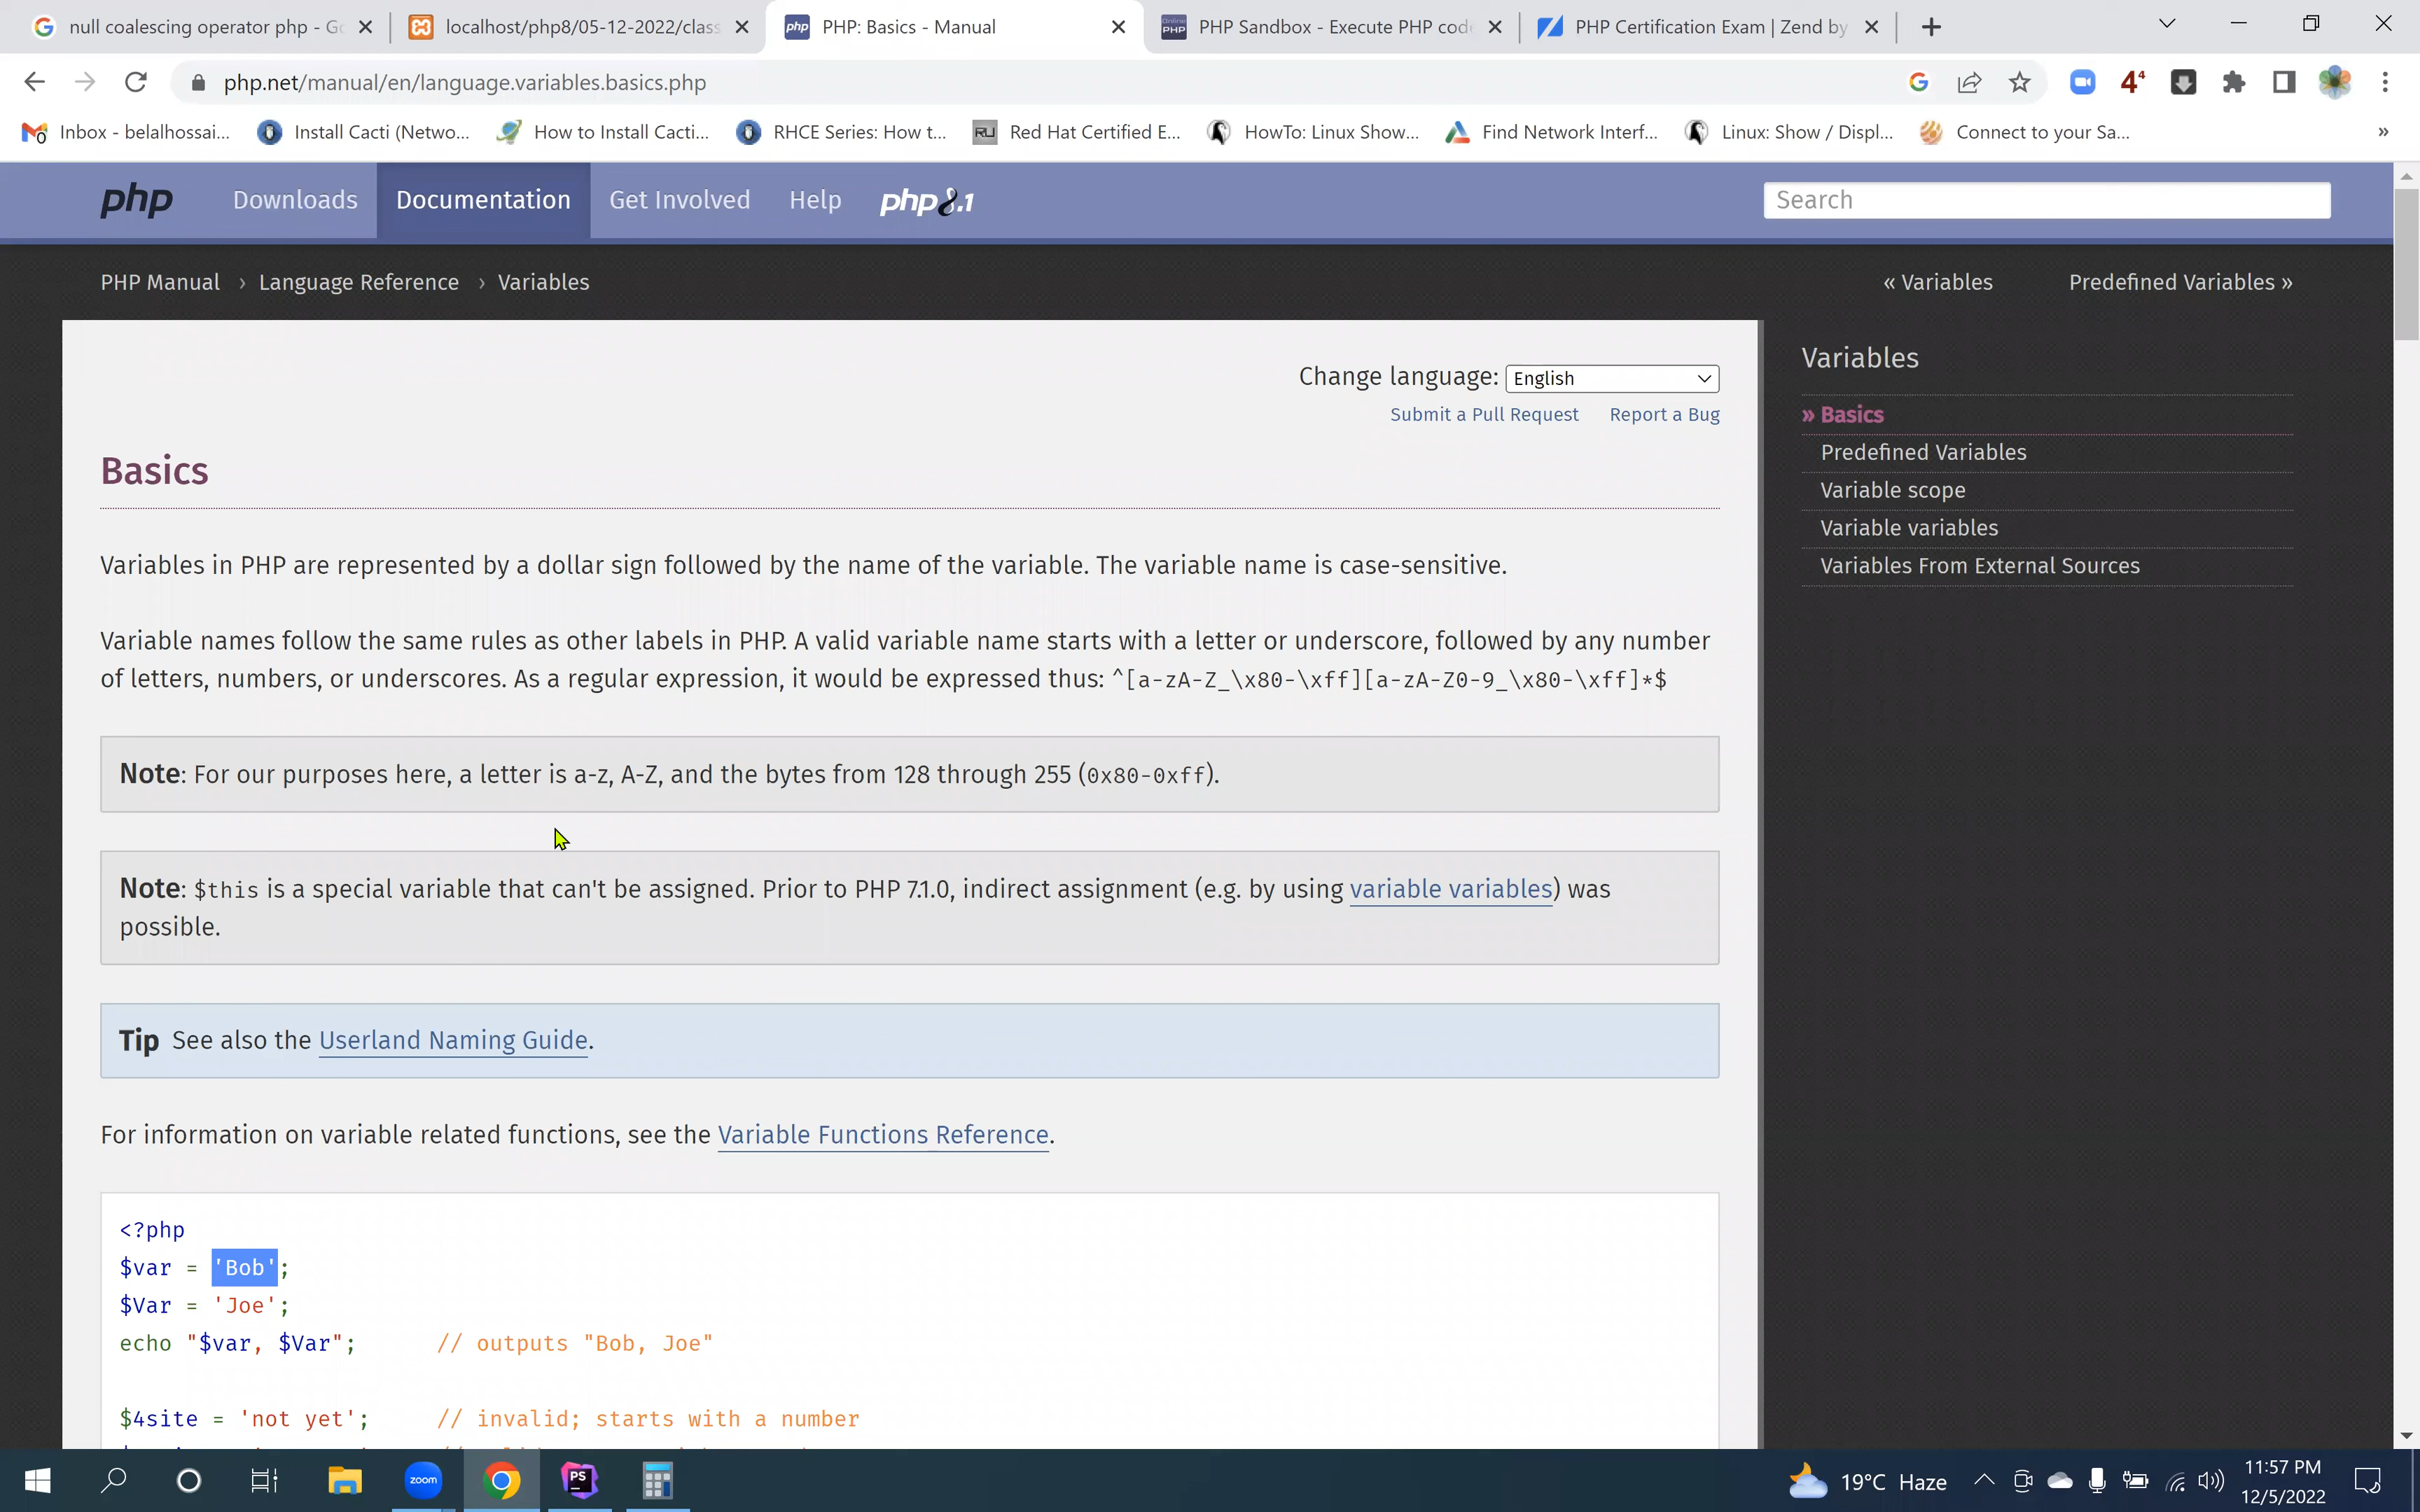 null coalescing operator php - Go
localhost/php8/05-12-2022/class
PHP: Basics - Manual
PHP Sandbox - Execute PHP code
PHP Certification Exam | Zend by
php.net/manual/en/language.variables.basics.php
Inbox - belalhossai...
Install Cacti (Netwo...
How to Install Cacti...
RHCE Series: How t...
Red Hat Certified E...
HowTo: Linux Show...
Find Network Interf...
Linux: Show / Displ...
Connect to your Sa...
»
php
Downloads
Documentation
Get Involved
Help
php8.1
Search
PHP Manual › Language Reference › Variables
« Variables
Predefined Variables »
Change language: English
Submit a Pull Request
Report a Bug
Basics
Variables in PHP are represented by a dollar sign followed by the name of the variable. The variable name is case-sensitive.
Variable names follow the same rules as other labels in PHP. A valid variable name starts with a letter or underscore, followed by any number
of letters, numbers, or underscores. As a regular expression, it would be expressed thus: ^[a-zA-Z_\x80-\xff][a-zA-Z0-9_\x80-\xff]*$
Note: For our purposes here, a letter is a-z, A-Z, and the bytes from 128 through 255 (0x80-0xff).
Note: $this is a special variable that can't be assigned. Prior to PHP 7.1.0, indirect assignment (e.g. by using variable variables) was
possible.
Tip See also the Userland Naming Guide.
For information on variable related functions, see the Variable Functions Reference.
<?php
$var = 'Bob';
$Var = 'Joe';
echo "$var, $Var"; // outputs "Bob, Joe"
$4site = 'not yet'; // invalid; starts with a number
Variables
» Basics
Predefined Variables
Variable scope
Variable variables
Variables From External Sources
zoom
PS
19°C Haze
11:57 PM
12/5/2022